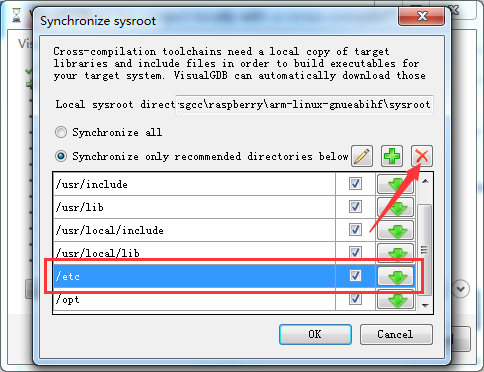 Synchronize sysroot
Cross-compilation toolchains need a local copy of target
libraries and include files in order to build executables for
your target system. VisualGDB can automatically download those
Local sysroot direct
sgcc\raspberry\arm-linux-gnueabihf\sysroot
Synchronize all
Synchronize only recommended directories below
/usr/include
/usr/lib
/usr/local/include
/usr/local/lib
/etc
/opt
OK
Cancel